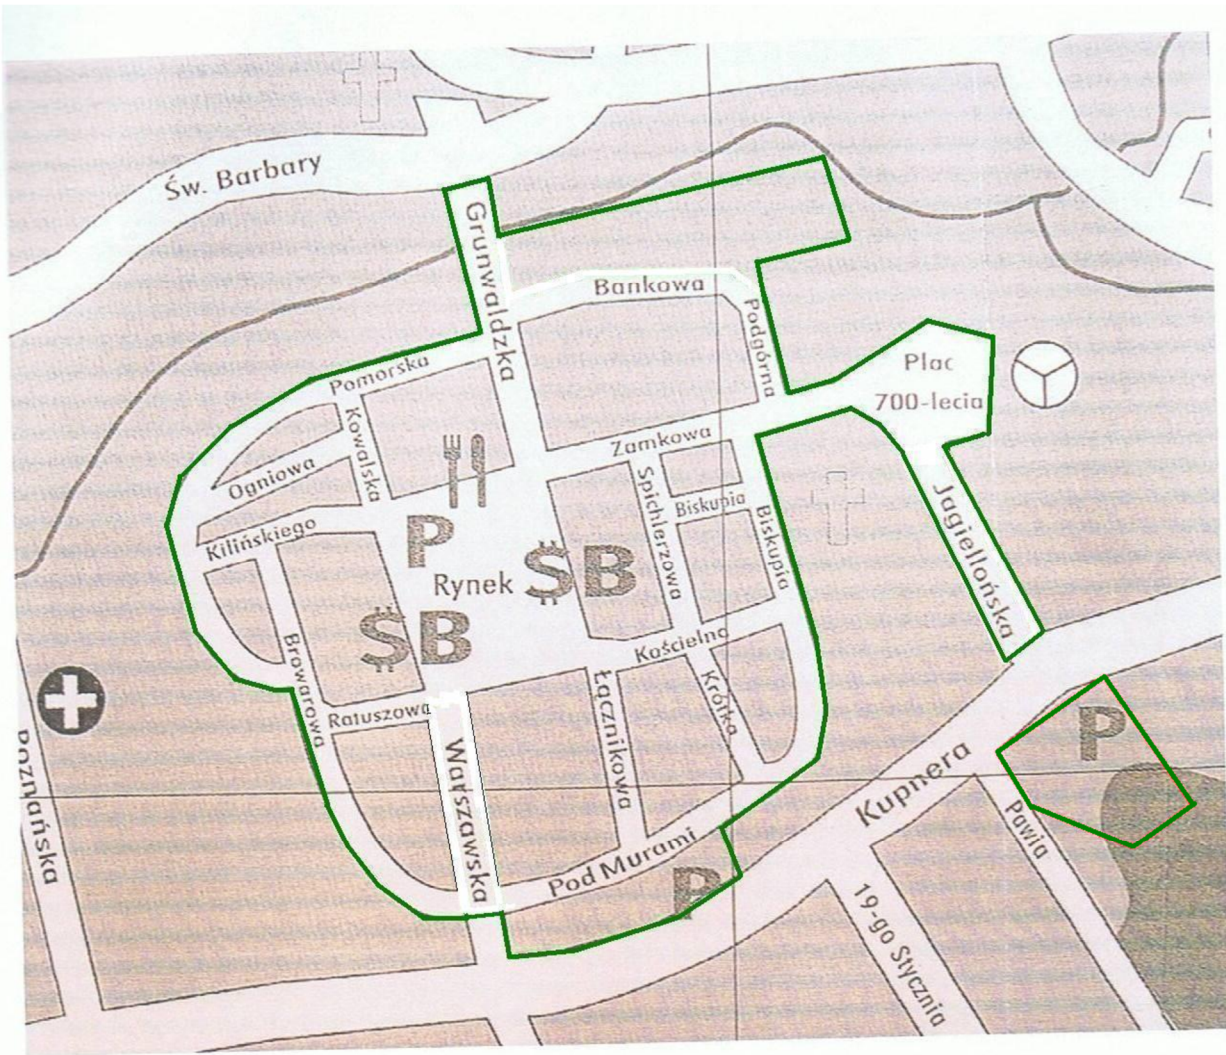 Św. Barbary
Grunwaldzka
Bankowa
Podgórna
Pomorska
Plac
700-lecia
Kowalska
Zamkowa
Ogniowa
Spichlerzowa
Biskupia
Biskupia
Kilińskiego
P
Rynek
$B
$B
Jagiellońska
Browarowa
Kościelna
Krótka
Łącznikowa
Ratuszowa
Warszawska
P
Kupnera
Pawia
Poznańska
Pod Murami
P
19-go Stycznia